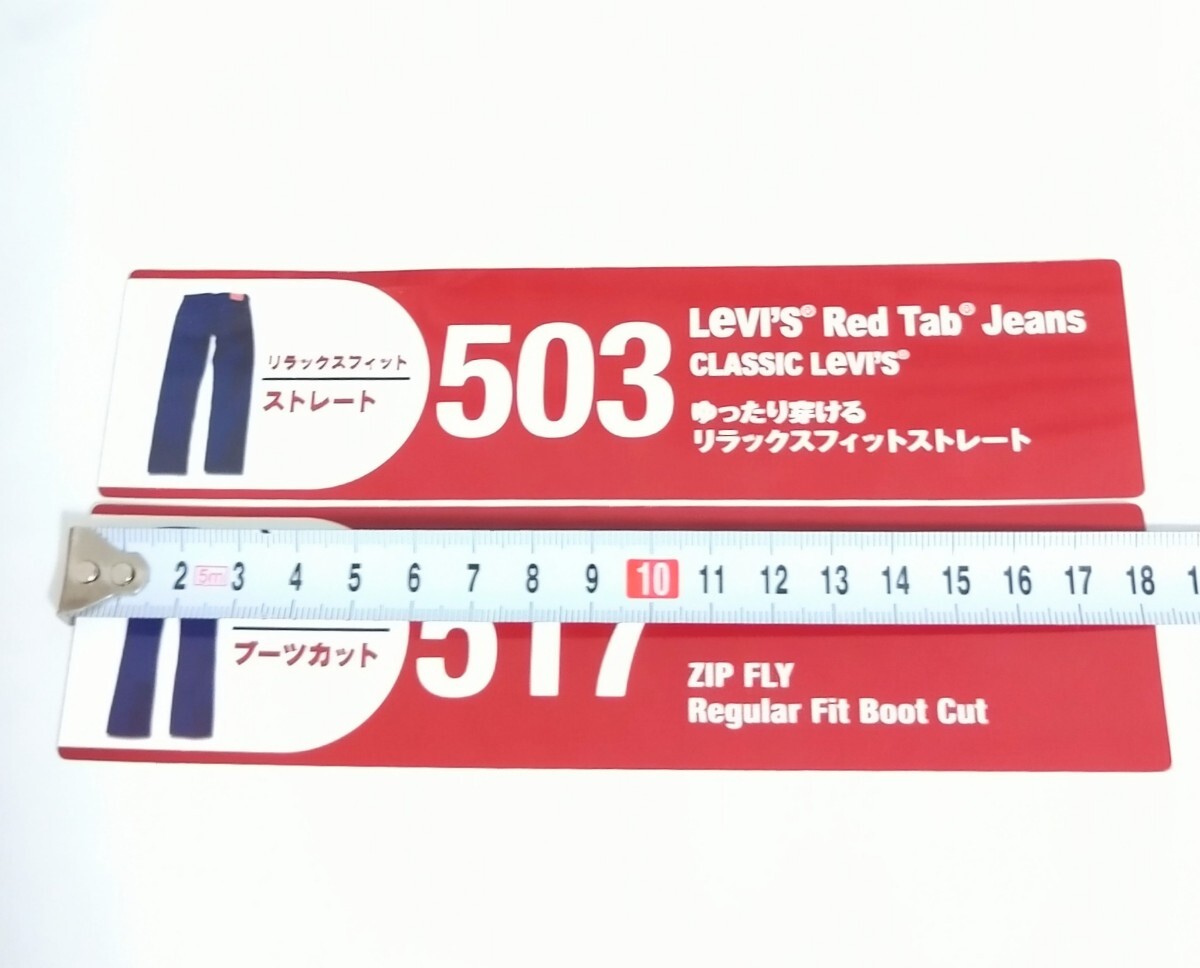 リラックスフィット
ストレート
503
Levi's® Red Tab® Jeans
CLASSIC Levi's®
ゆったり穿ける
リラックスフィットストレート
2 5m 3 4 5 6 7 8 9 10 11 12 13 14 15 16 17 18
ブーツカット
517
ZIP FLY
Regular Fit Boot Cut